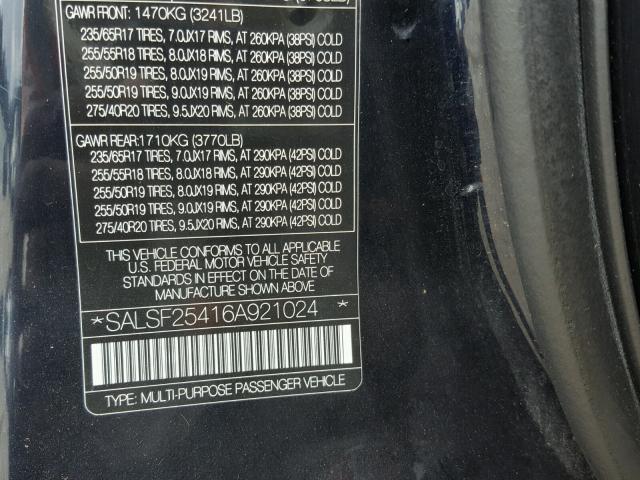 GAWR FRONT: 1470KG (3241LB)
235/65R17 TIRES, 7.0JX17 RIMS, AT 260KPA (38PSI) COLD
255/55R18 TIRES, 8.0JX18 RIMS, AT 260KPA (38PSI) COLD
255/50R19 TIRES, 8.0JX19 RIMS, AT 260KPA (38PSI) COLD
255/50R19 TIRES, 9.0JX19 RIMS, AT 260KPA (38PSI) COLD
275/40R20 TIRES, 9.5JX20 RIMS, AT 260KPA (38PSI) COLD
GAWR REAR:1710KG (3770LB)
235/65R17 TIRES, 7.0JX17 RIMS, AT 290KPA (42PSI) COLD
255/55R18 TIRES, 8.0JX18 RIMS, AT 290KPA (42PSI) COLD
255/50R19 TIRES, 8.0JX19 RIMS, AT 290KPA (42PSI) COLD
255/50R19 TIRES, 9.0JX19 RIMS, AT 290KPA (42PSI) COLD
275/40R20 TIRES, 9.5JX20 RIMS, AT 290KPA (42PSI) COLD
THIS VEHICLE CONFORMS TO ALL APPLICABLE
U.S. FEDERAL MOTOR VEHICLE SAFETY
STANDARDS IN EFFECT ON THE DATE OF
MANUFACTURE SHOWN ABOVE
*SALSF25416A921024 *
TYPE: MULTI-PURPOSE PASSENGER VEHICLE